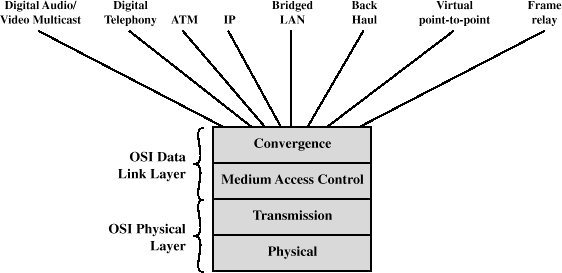 Digital Audio/ Digital Bridged Back Virtual Frame
Video Multicast Telephony ATM IP LAN Haul point-to-point relay
Convergence
OSI Data
Link Layer
Medium Access Control
Transmission
OSI Physical
Layer
Physical